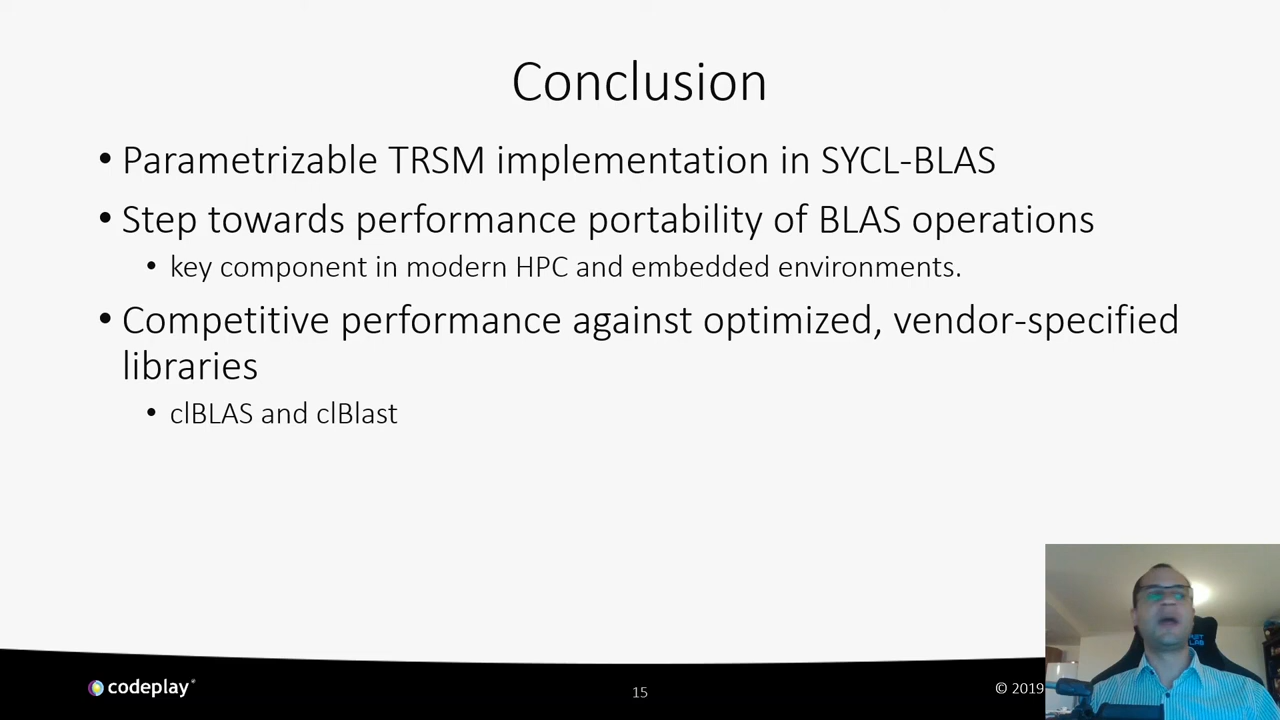 Conclusion
• Parametrizable TRSM implementation in SYCL-BLAS
• Step towards performance portability of BLAS operations
• key component in modern HPC and embedded environments.
• Competitive performance against optimized, vendor-specified
libraries
• clBLAS and clBlast
codeplay®
15
© 2019